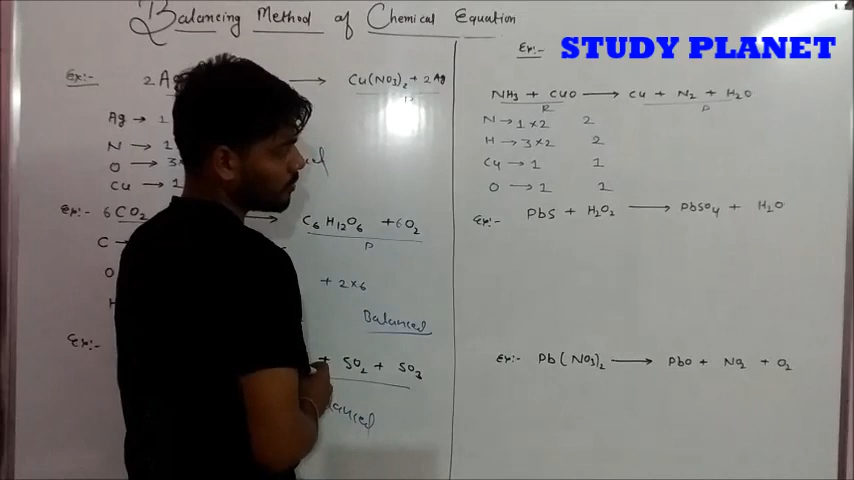 Balancing Method of Chemical Equation
Ex:- 2Ag → Cu(NO3)2 + 2Ag
P
Ag → 1
N → 1
O → 3×
Cu → 1
Ex:- 6CO2 → C6H12O6 + 6O2
P
C →
O
+ 2×6
Balanced
Ex:-
+ SO2 + SO3
Ex:- STUDY PLANET
NH3 + CuO → Cu + N2 + H2O
R P
N → 1×2 2
H → 3×2 2
Cu → 1 1
O → 1 1
Ex:- PbS + H2O2 → PbSO4 + H2O
Ex:- Pb(NO3)2 → PbO + NO2 + O2